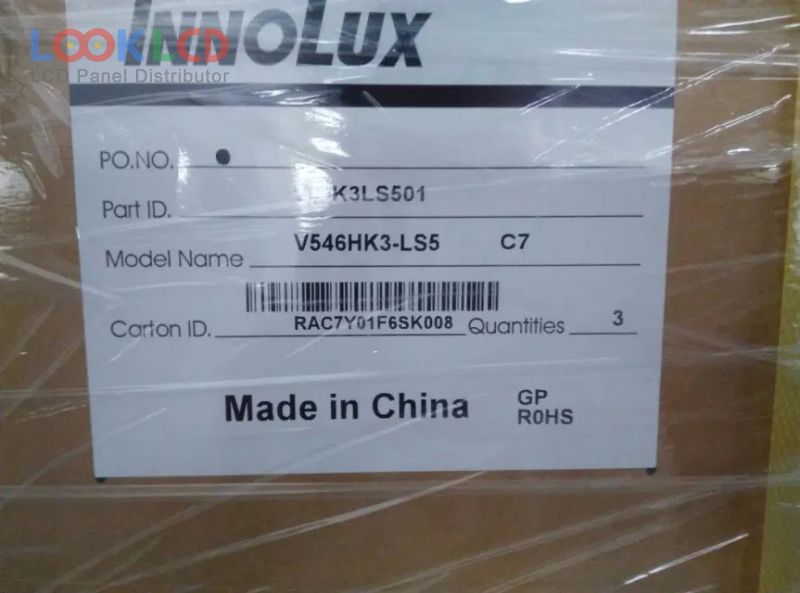 INNOLUX
LOOKLCD
LCD Panel Distributor
PO.NO.
Part ID. K3LS501
Model Name V546HK3-LS5 C7
Carton ID. RAC7Y01F6SK008 Quantities 3
Made in China GP
R0HS